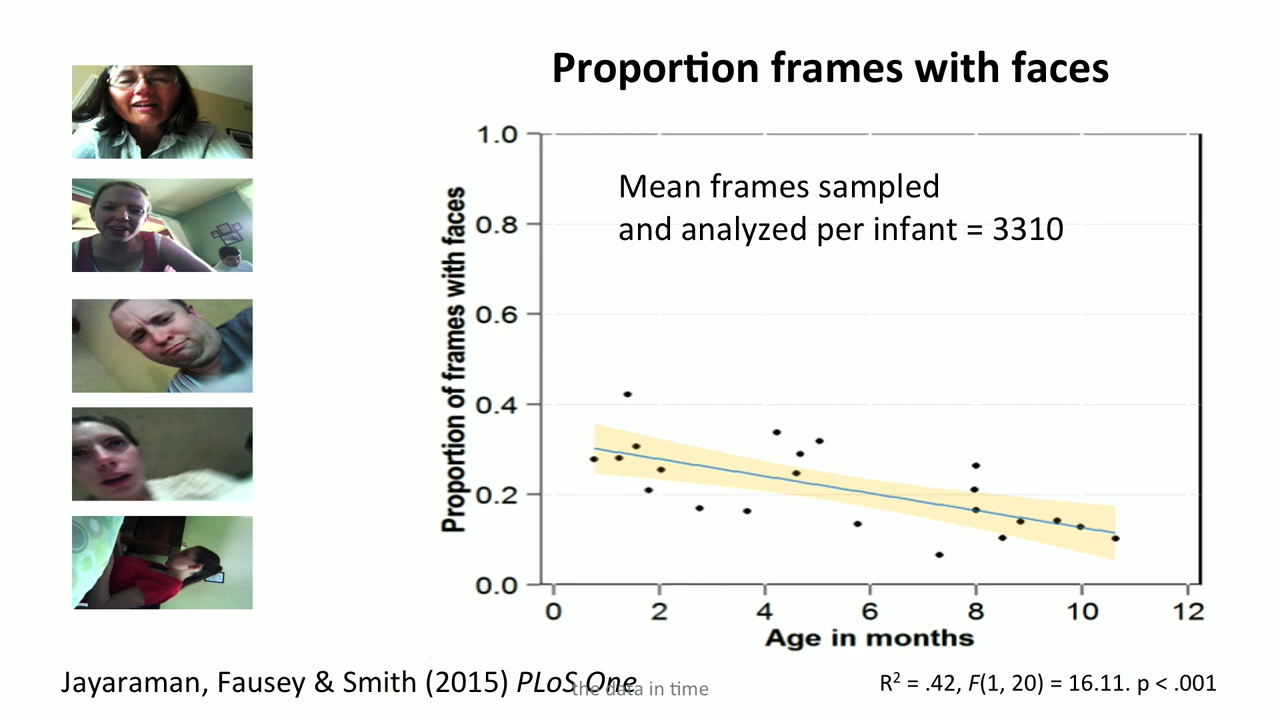 Proportion frames with faces
Mean frames sampled
and analyzed per infant = 3310
Proportion of frames with faces
1.0
0.8
0.6
0.4
0.2
0.0
0 2 4 6 8 10 12
Age in months
Jayaraman, Fausey & Smith (2015) PLoS One
the data in time
R² = .42, F(1, 20) = 16.11. p < .001